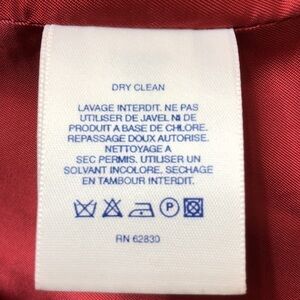 DRY CLEAN
LAVAGE INTERDIT. NE PAS
UTILISER DE JAVEL NI DE
PRODUIT A BASE DE CHLORE.
REPASSAGE DOUX AUTORISE.
NETTOYAGE A
SEC PERMIS. UTILISER UN
SOLVANT INCOLORE. SECHAGE
EN TAMBOUR INTERDIT.
P
RN 62830